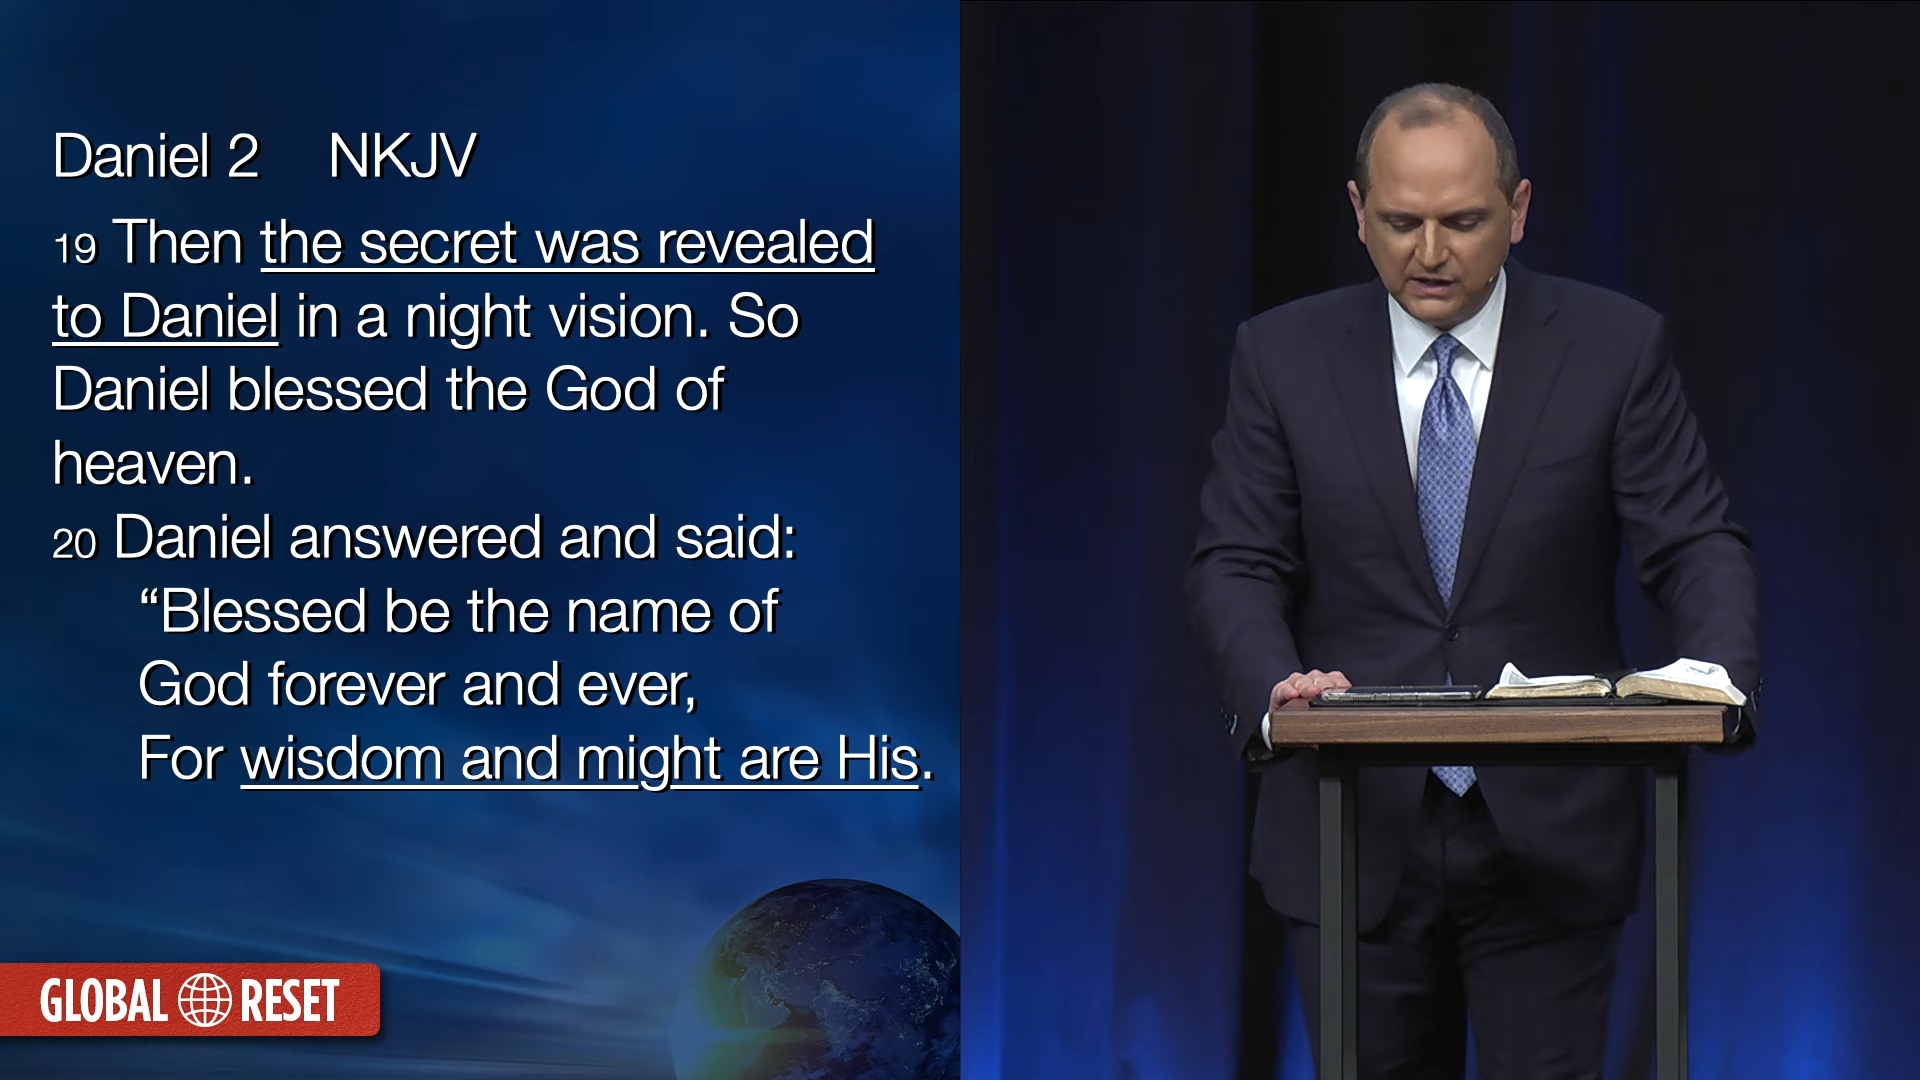 Daniel 2 NKJV
19 Then the secret was revealed
to Daniel in a night vision. So
Daniel blessed the God of
heaven.
20 Daniel answered and said:
“Blessed be the name of
God forever and ever,
For wisdom and might are His.
GLOBAL RESET